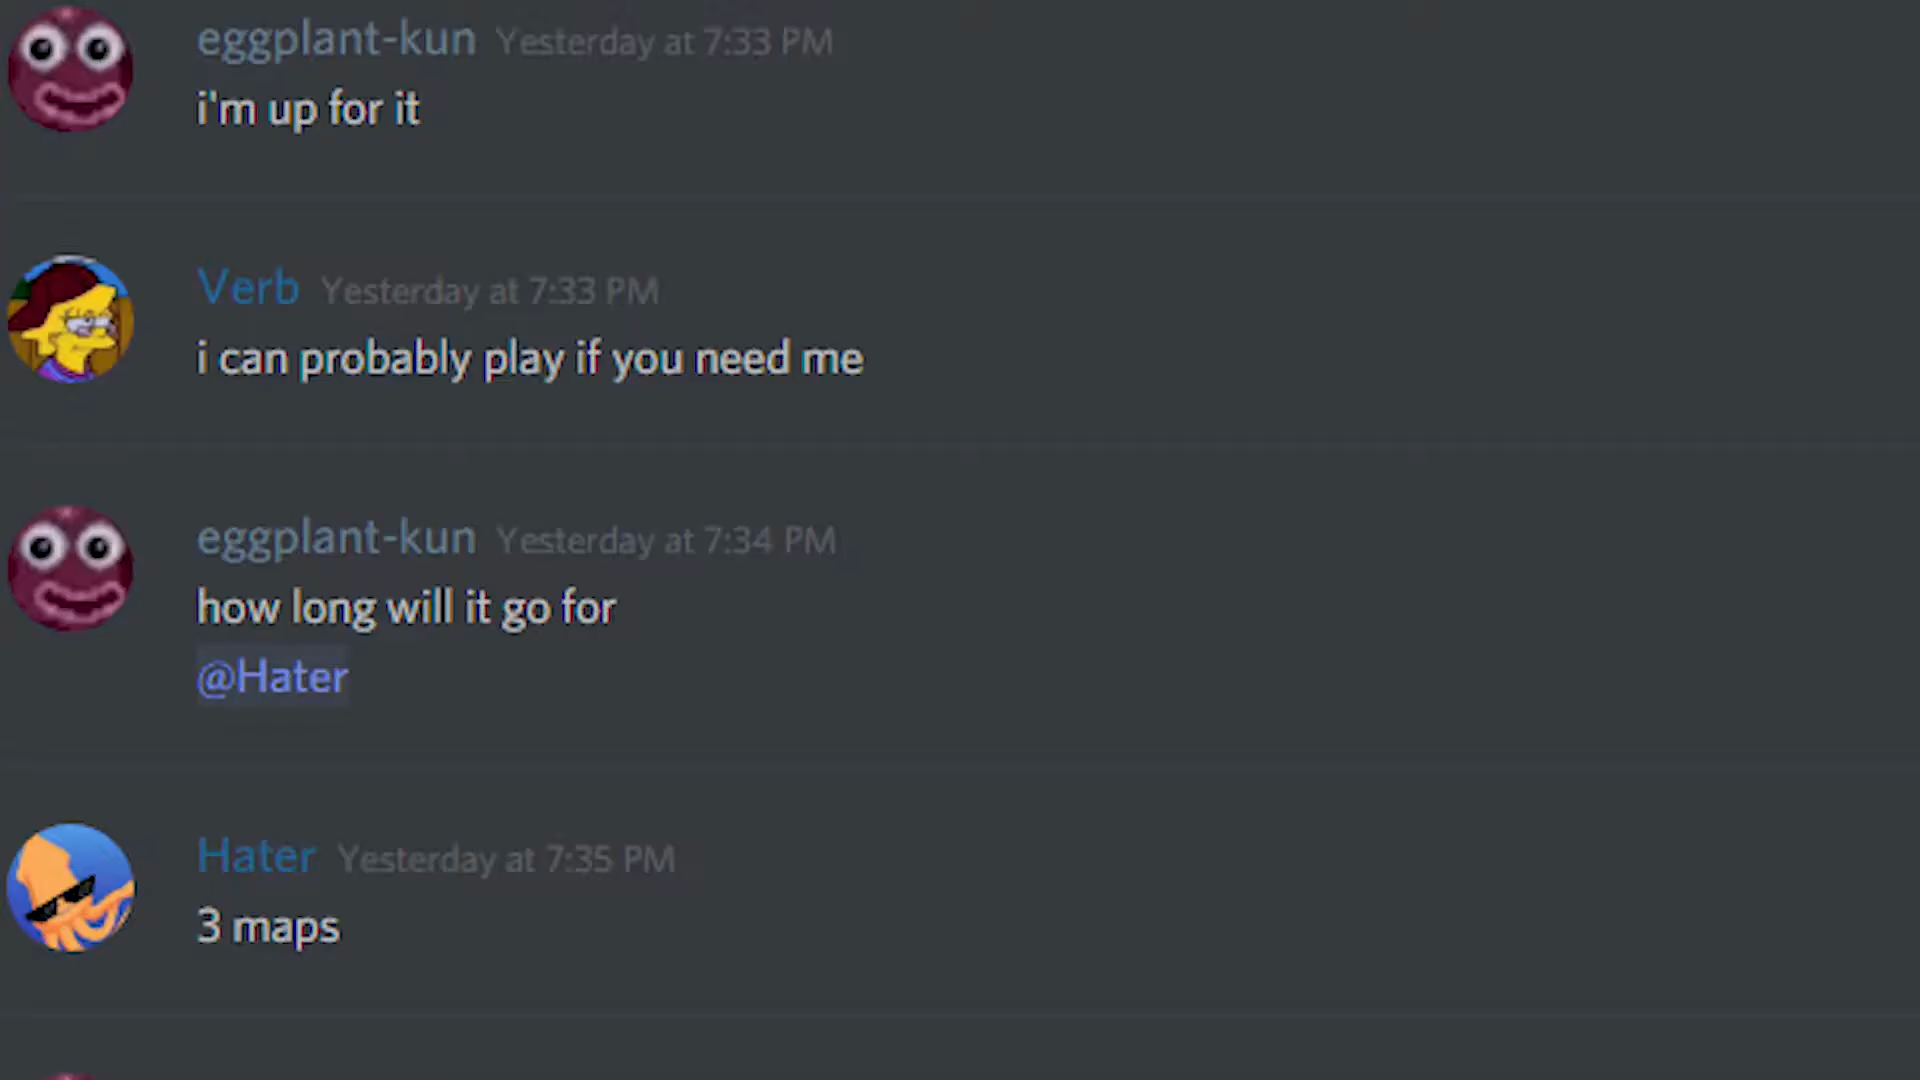 eggplant-kun Yesterday at 7:33 PM
i'm up for it
Verb Yesterday at 7:33 PM
i can probably play if you need me
eggplant-kun Yesterday at 7:34 PM
how long will it go for
@Hater
Hater Yesterday at 7:35 PM
3 maps